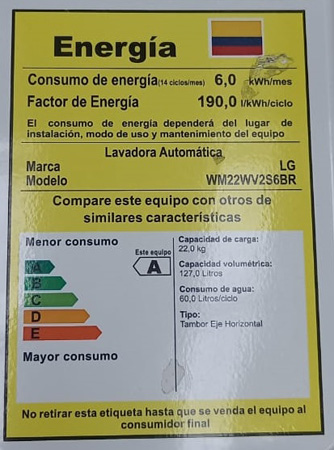 Energía
Consumo de energía(14 ciclos/mes) 6,0 kWh/mes
Factor de Energía 190,0 l/kWh/ciclo
El consumo de energía dependerá del lugar de
instalación, modo de uso y mantenimiento del equipo
Lavadora Automática
Marca LG
Modelo WM22WV2S6BR
Compare este equipo con otros de
similares características
Menor consumo
Este equipo
A
A
B
C
D
E
Mayor consumo
Capacidad de carga:
22,0 kg
Capacidad volumétrica:
127,0 Litros
Consumo de agua:
60,0 Litros/ciclo
Tipo:
Tambor Eje Horizontal
No retirar esta etiqueta hasta que se venda el equipo al
consumidor final